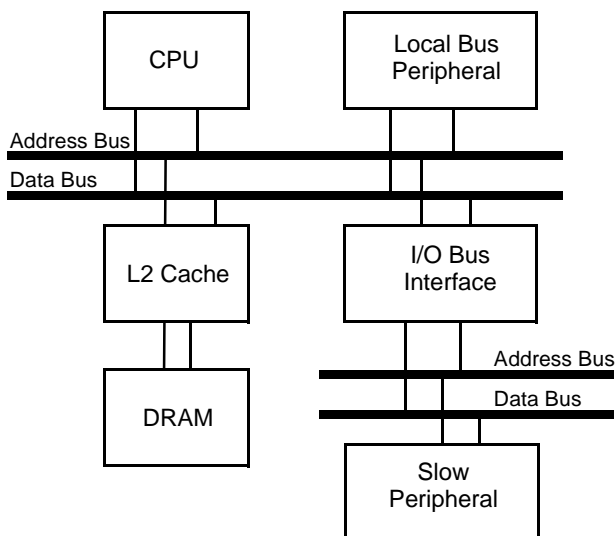 CPU
Local Bus
Peripheral
Address Bus
Data Bus
L2 Cache
I/O Bus
Interface
Address Bus
Data Bus
DRAM
Slow
Peripheral